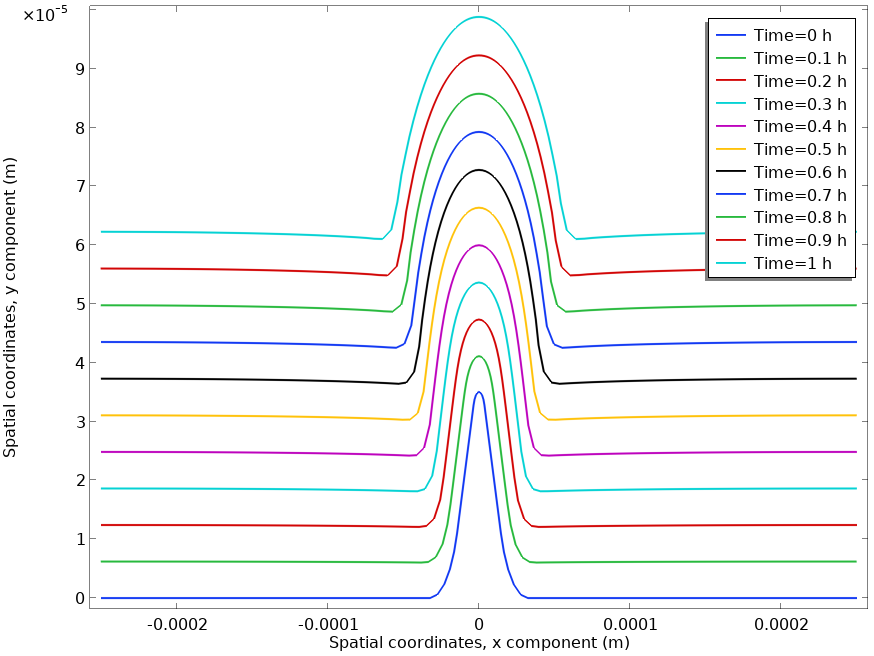 ×10⁻⁵
9
8
7
6
5
4
3
2
1
0
Spatial coordinates, y component (m)
-0.0002
-0.0001
0
0.0001
0.0002
Spatial coordinates, x component (m)
Time=0 h
Time=0.1 h
Time=0.2 h
Time=0.3 h
Time=0.4 h
Time=0.5 h
Time=0.6 h
Time=0.7 h
Time=0.8 h
Time=0.9 h
Time=1 h